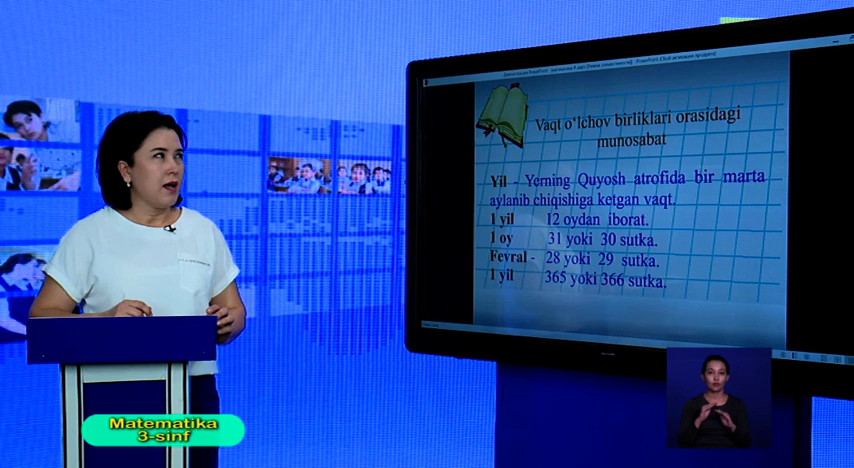 Vaqt o'lchov birliklari orasidagi
munosabat
Yil - Yerning Quyosh atrofida bir marta
aylanib chiqishiga ketgan vaqt.
1 yil 12 oydan iborat.
1 oy 31 yoki 30 sutka.
Fevral - 28 yoki 29 sutka.
1 yil 365 yoki 366 sutka.
Matematika
3-sinf